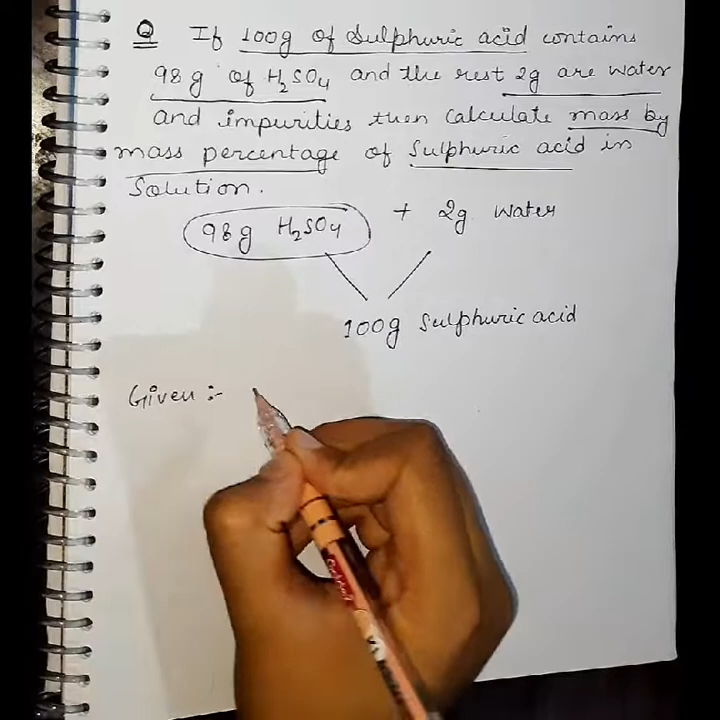 Q If 100g of Sulphuric acid contains
98g of H₂SO₄ and the rest 2g are water
and impurities then calculate mass by
mass percentage of Sulphuric acid in
Solution.
98g H₂SO₄ + 2g water
100g Sulphuric acid
Given :-